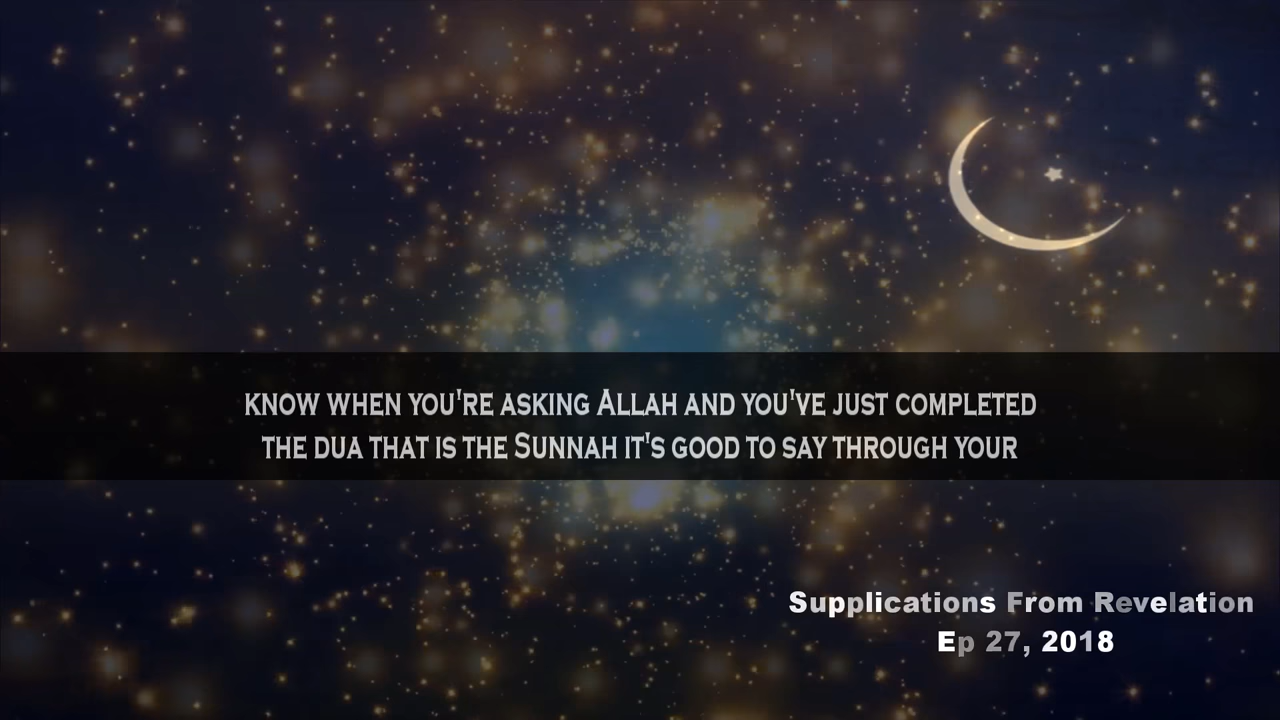 KNOW WHEN YOU'RE ASKING ALLAH AND YOU'VE JUST COMPLETED
THE DUA THAT IS THE SUNNAH IT'S GOOD TO SAY THROUGH YOUR
Supplications From Revelation
Ep 27, 2018